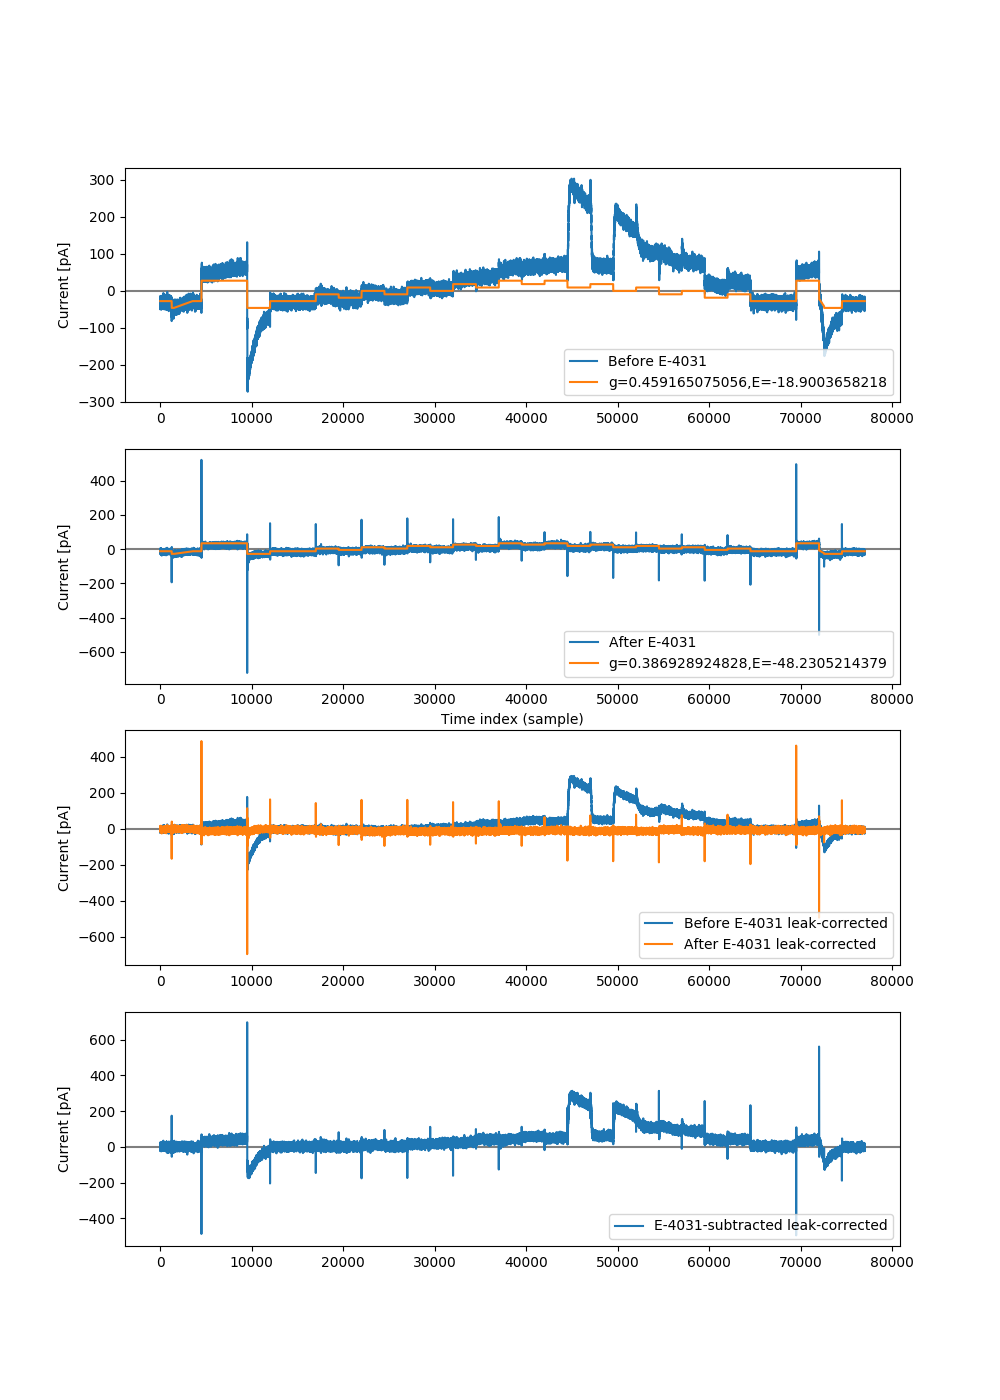 300
200
100
0
−100
−200
−300
Current [pA]
Before E-4031
g=0.459165075056,E=-18.9003658218
0 10000 20000 30000 40000 50000 60000 70000 80000
400
200
0
−200
−400
−600
Current [pA]
After E-4031
g=0.386928924828,E=-48.2305214379
0 10000 20000 30000 40000 50000 60000 70000 80000
Time index (sample)
400
200
0
−200
−400
−600
Current [pA]
Before E-4031 leak-corrected
After E-4031 leak-corrected
0 10000 20000 30000 40000 50000 60000 70000 80000
600
400
200
0
−200
−400
Current [pA]
E-4031-subtracted leak-corrected
0 10000 20000 30000 40000 50000 60000 70000 80000